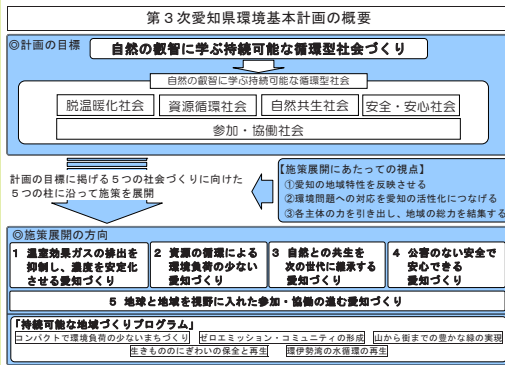 第３次愛知県環境基本計画の概要
◎計画の目標
自然の叡智に学ぶ持続可能な循環型社会づくり
自然の叡智に学ぶ持続可能な循環型社会
脱温暖化社会 資源循環社会 自然共生社会 安全・安心社会
参加・協働社会
計画の目標に掲げる５つの社会づくりに向けた
５つの柱に沿って施策を展開
【施策展開にあたっての視点】
①愛知の地域特性を反映させる
②環境問題への対応を愛知の活性化につなげる
③各主体の力を引き出し、地域の総力を結集する
◎施策展開の方向
１ 温室効果ガスの排出を
抑制し、濃度を安定化
させる愛知づくり
２ 資源の循環による
環境負荷の少ない
愛知づくり
３ 自然との共生を
次の世代に継承する
愛知づくり
４ 公害のない安全で
安心できる
愛知づくり
５ 地球と地域を視野に入れた参加・協働の進む愛知づくり
「持続可能な地域づくりプログラム」
コンパクトで環境負荷の少ないまちづくり ゼロエミッション・コミュニティの形成 山から街までの豊かな緑の実現
生きもののにぎわいの保全と再生 環伊勢湾の水循環の再生